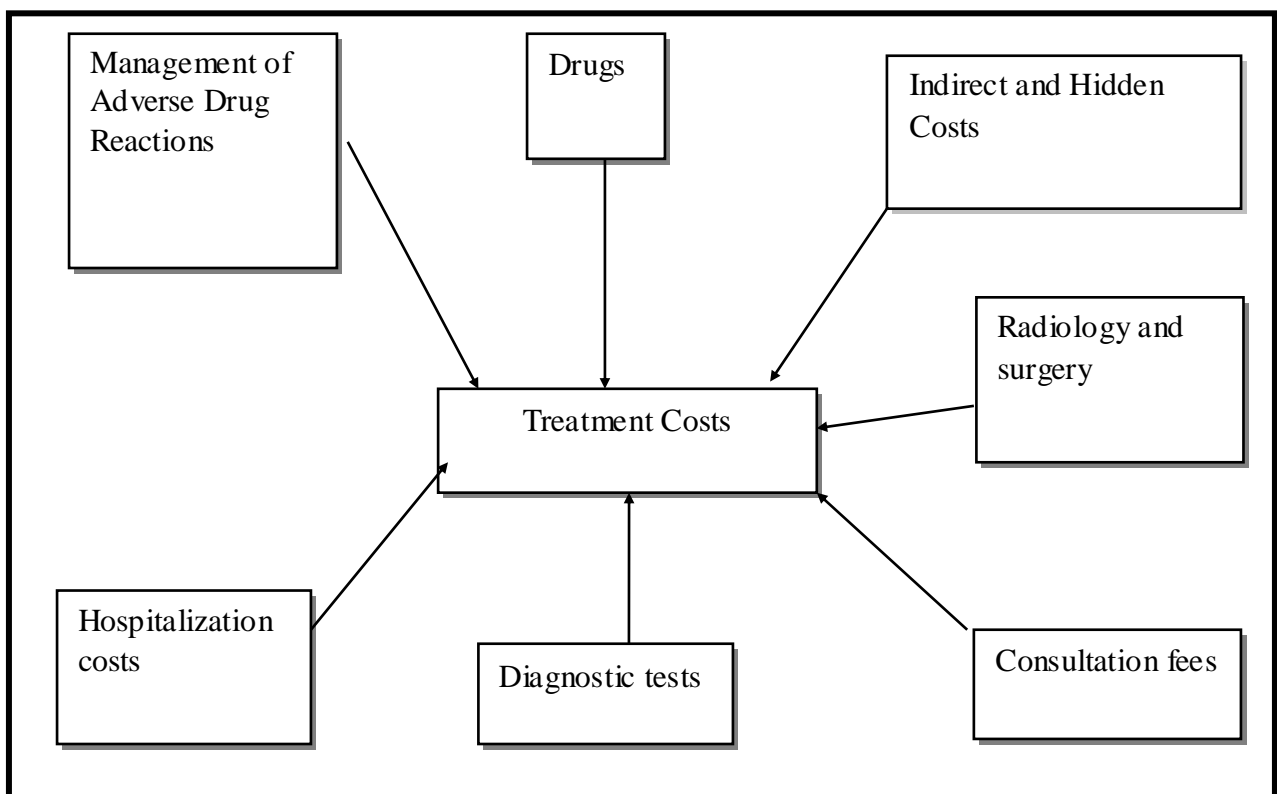 Management of
Adverse Drug
Reactions
Drugs
Indirect and Hidden
Costs
Radiology and
surgery
Treatment Costs
Hospitalization
costs
Diagnostic tests
Consultation fees